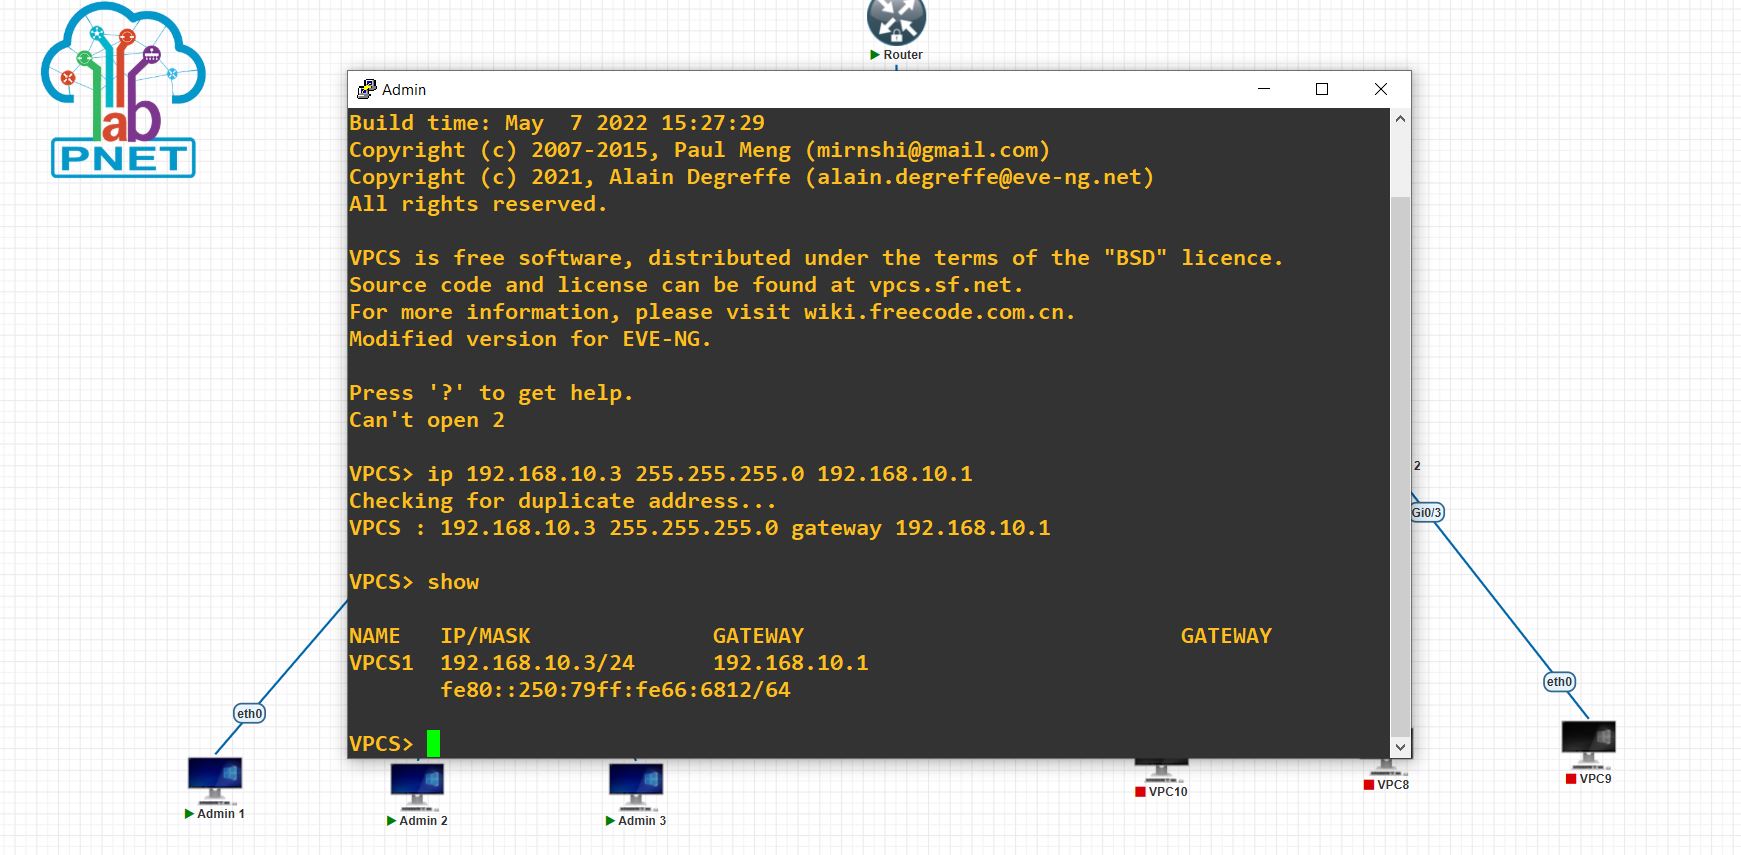 lab
PNET
Router
Admin
Build time: May  7 2022 15:27:29
Copyright (c) 2007-2015, Paul Meng (mirnshi@gmail.com)
Copyright (c) 2021, Alain Degreffe (alain.degreffe@eve-ng.net)
All rights reserved.
VPCS is free software, distributed under the terms of the "BSD" licence.
Source code and license can be found at vpcs.sf.net.
For more information, please visit wiki.freecode.com.cn.
Modified version for EVE-NG.
Press '?' to get help.
Can't open 2
VPCS> ip 192.168.10.3 255.255.255.0 192.168.10.1
Checking for duplicate address...
VPCS : 192.168.10.3 255.255.255.0 gateway 192.168.10.1
VPCS> show
NAME   IP/MASK              GATEWAY                             GATEWAY
VPCS1  192.168.10.3/24      192.168.10.1
fe80::250:79ff:fe66:6812/64
VPCS>
2
Gi0/3
eth0
eth0
Admin 1
Admin 2
Admin 3
VPC10
VPC8
VPC9